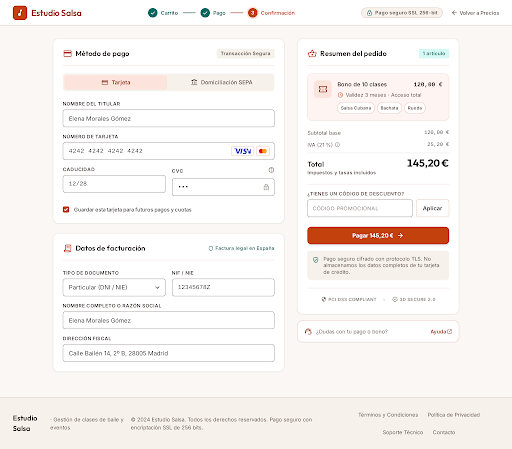 Estudio Salsa
Carrito
Pago
3 Confirmación
Pago seguro SSL 256-bit
← Volver a Precios
Método de pago
Transacción Segura
Tarjeta
Domiciliación SEPA
NOMBRE DEL TITULAR
Elena Morales Gómez
NÚMERO DE TARJETA
4242 4242 4242 4242
VISA
CADUCIDAD
CVC
12/28
•••
Guardar esta tarjeta para futuros pagos y cuotas
Datos de facturación
Factura legal en España
TIPO DE DOCUMENTO
NIF / NIE
Particular (DNI / NIE)
12345678Z
NOMBRE COMPLETO O RAZÓN SOCIAL
Elena Morales Gómez
DIRECCIÓN FISCAL
Calle Bailén 14, 2º B, 28005 Madrid
Resumen del pedido
1 artículo
Bono de 10 clases
120,00 €
Validez 3 meses · Acceso total
Salsa Cubana
Bachata
Rueda
Subtotal base
120,00 €
IVA (21 %)
25,20 €
Total
145,20 €
Impuestos y tasas incluidos
¿TIENES UN CÓDIGO DE DESCUENTO?
CÓDIGO PROMOCIONAL
Aplicar
Pagar 145,20 € →
Pago seguro cifrado con protocolo TLS. No
almacenamos los datos completos de tu tarjeta
de crédito.
PCI DSS COMPLIANT
·
3D SECURE 2.0
¿Dudas con tu pago o bono?
Ayuda
Estudio
Salsa
· Gestión de clases de baile y
eventos
© 2024 Estudio Salsa. Todos los derechos reservados. Pago seguro con
encriptación SSL de 256 bits.
Términos y Condiciones
Política de Privacidad
Soporte Técnico
Contacto